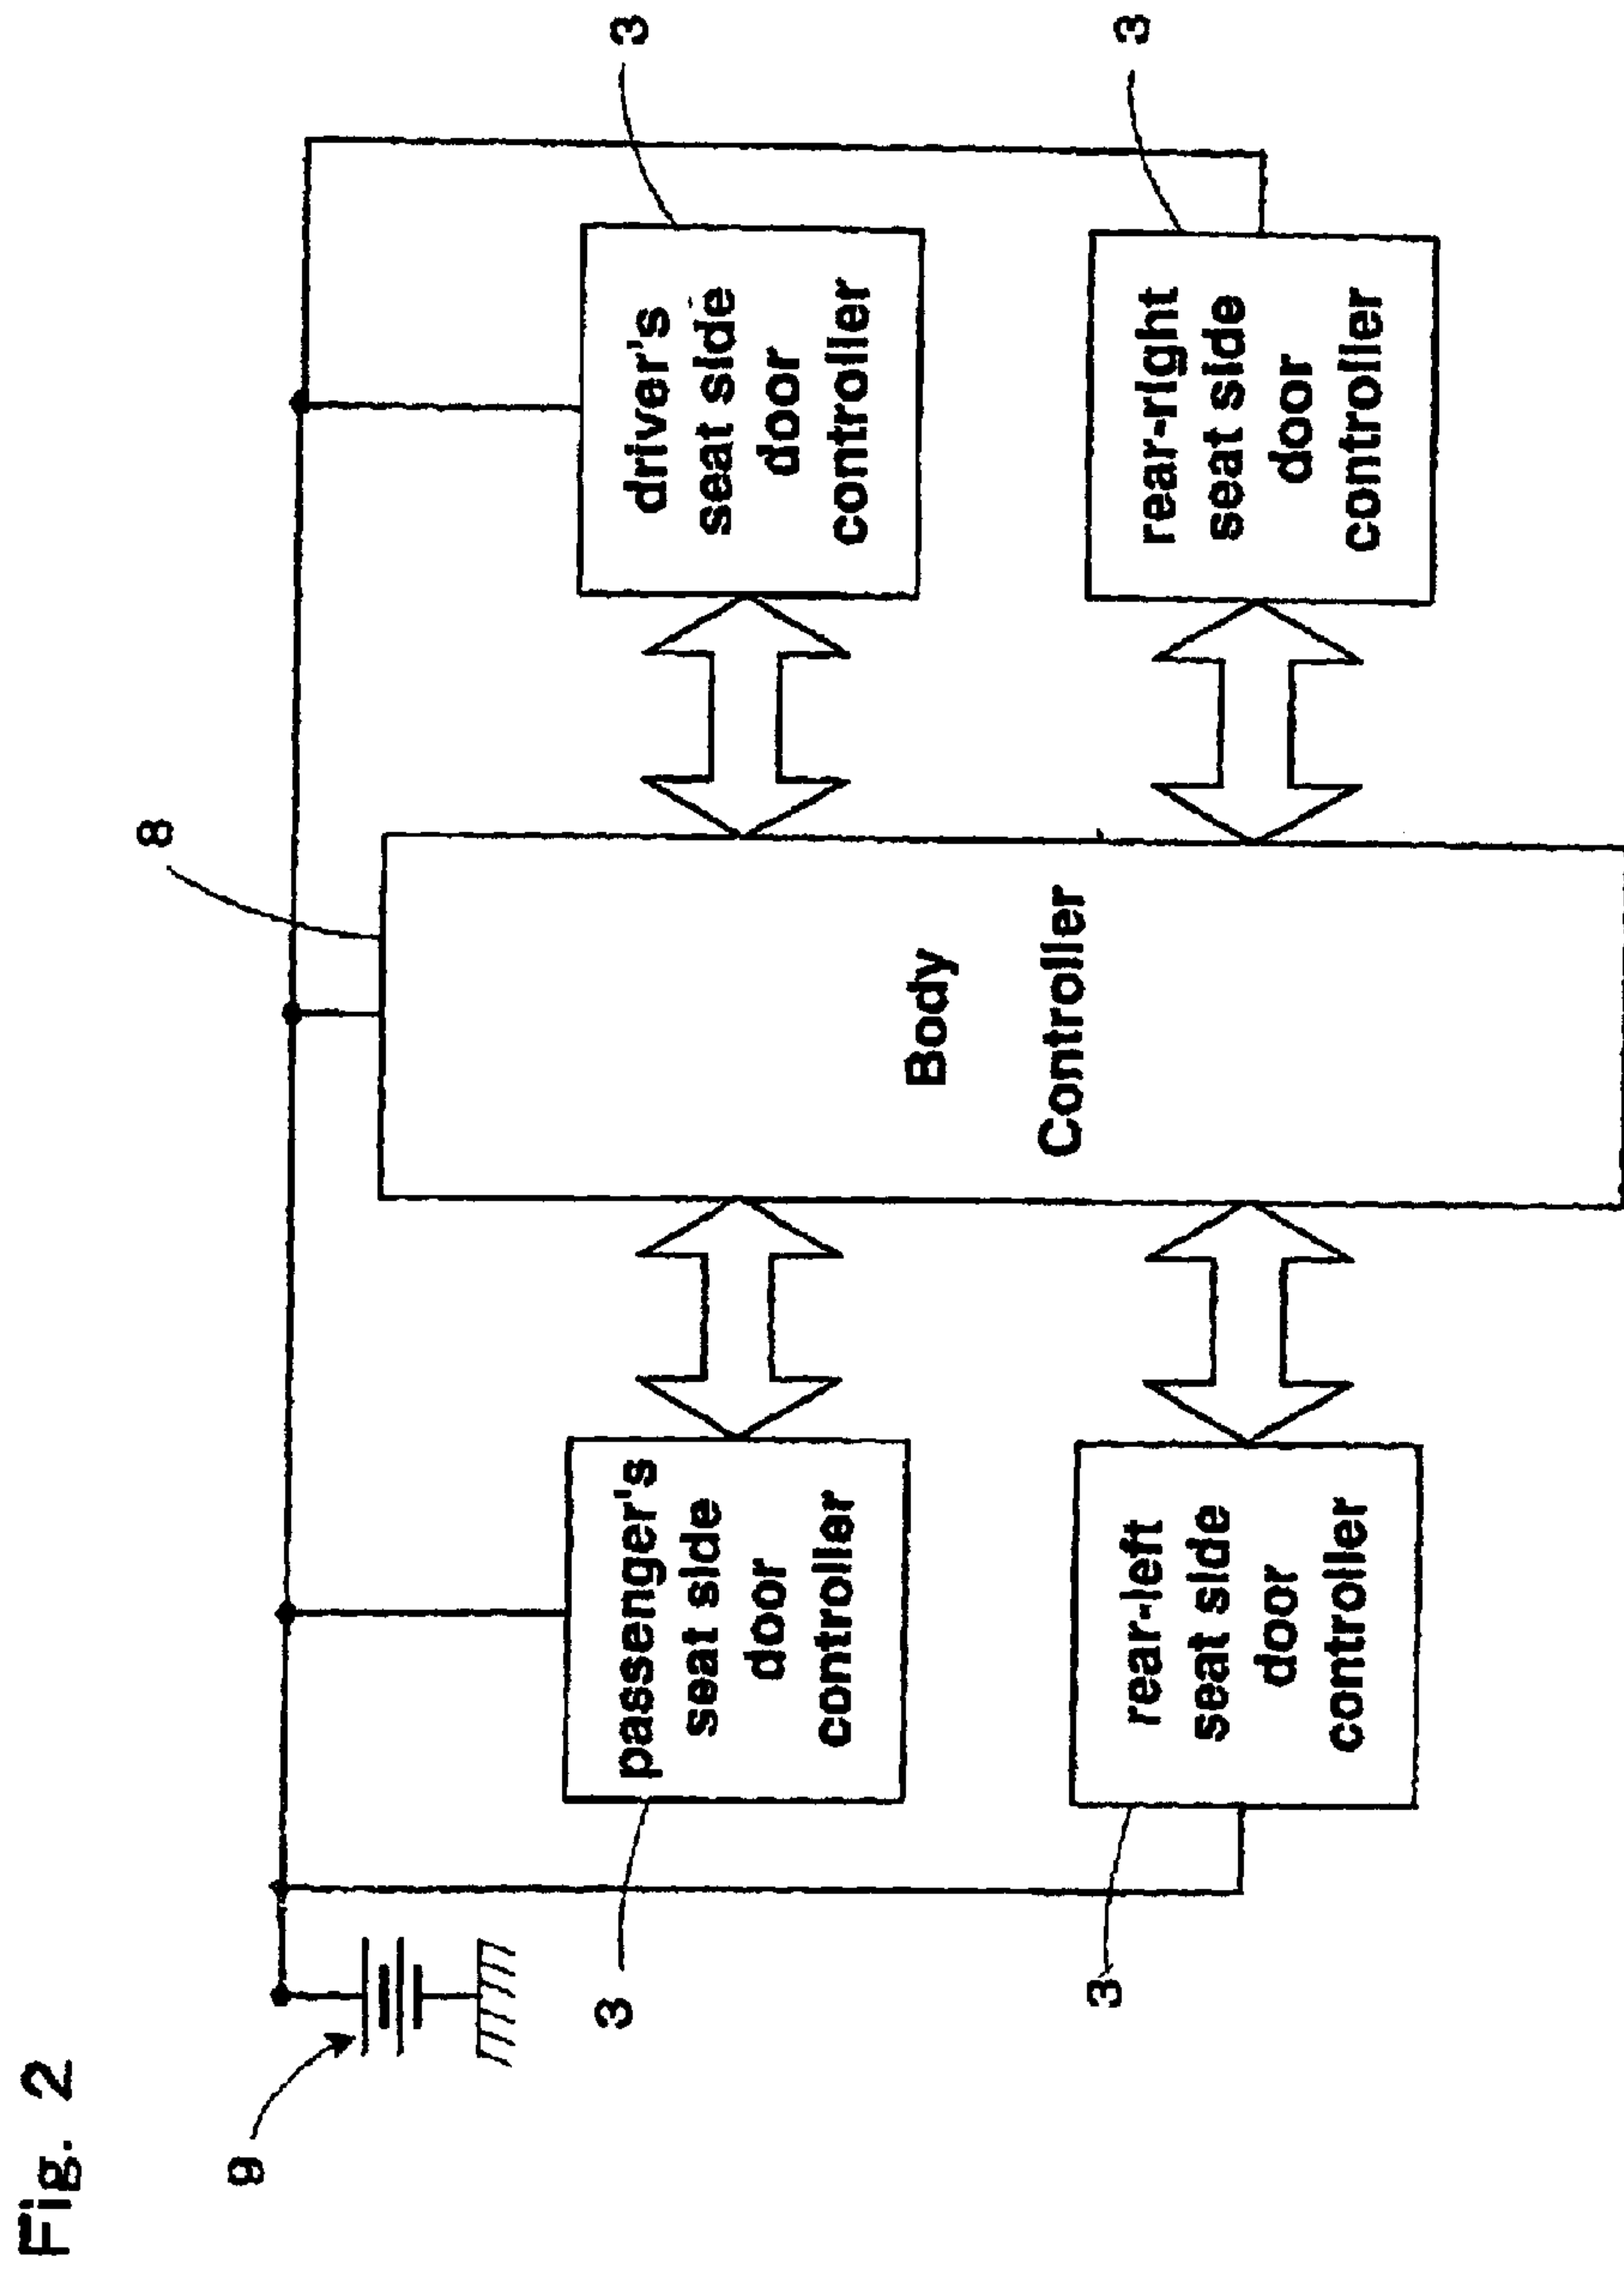 Fig. 2
9
8
passenger's
seat side
door
controller
3
driver's
seat side
door
controller
3
Body
Controller
rear-left
seat side
door
controller
3
rear-right
seat side
door
controller
3